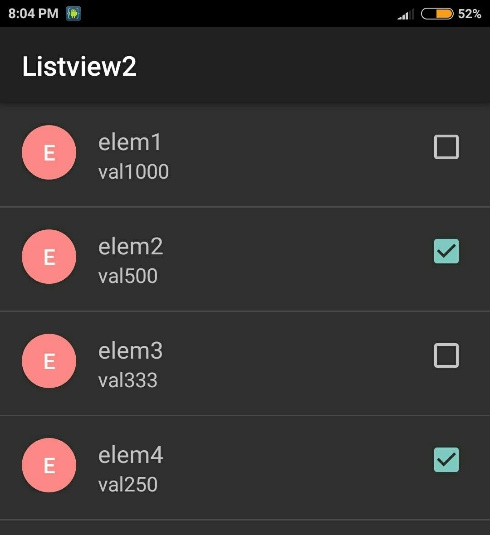 8:04 PM 52%
Listview2
E elem1
val1000
E elem2
val500
E elem3
val333
E elem4
val250